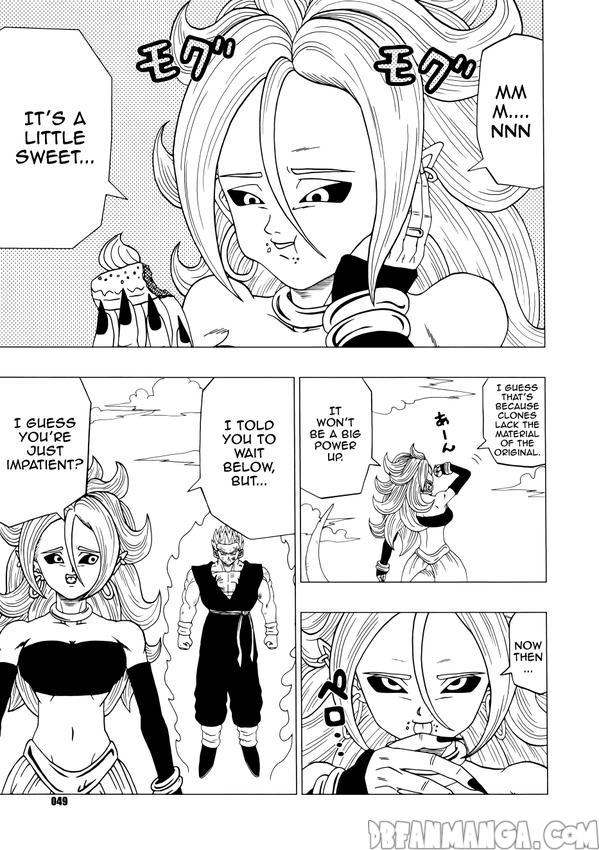 MM
M....
NNN
モグ
モグ
IT'S A
LITTLE
SWEET...
I GUESS
THAT'S
BECAUSE
CLONES
LACK THE
MATERIAL OF
THE
ORIGINAL.
あーん
IT
WON'T
BE A BIG
POWER
UP.
NOW
THEN
...
ペロ
I TOLD
YOU TO
WAIT
BELOW,
BUT...
I GUESS
YOU'RE
JUST
IMPATIENT?
049
DBFANMANGA.COM